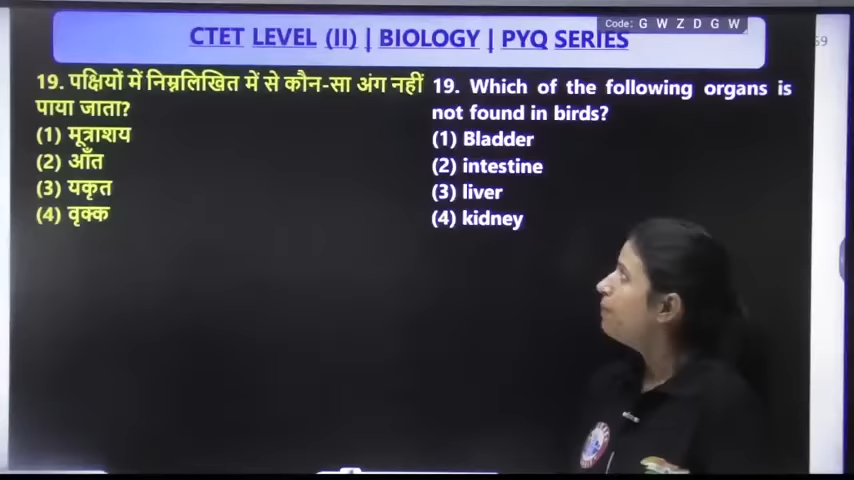 Code: G W Z D G W
CTET LEVEL (II) | BIOLOGY | PYQ SERIES
59
19. पक्षियों में निम्नलिखित में से कौन-सा अंग नहीं
पाया जाता?
(1) मूत्राशय
(2) आँत
(3) यकृत
(4) वृक्क
19. Which of the following organs is
not found in birds?
(1) Bladder
(2) intestine
(3) liver
(4) kidney